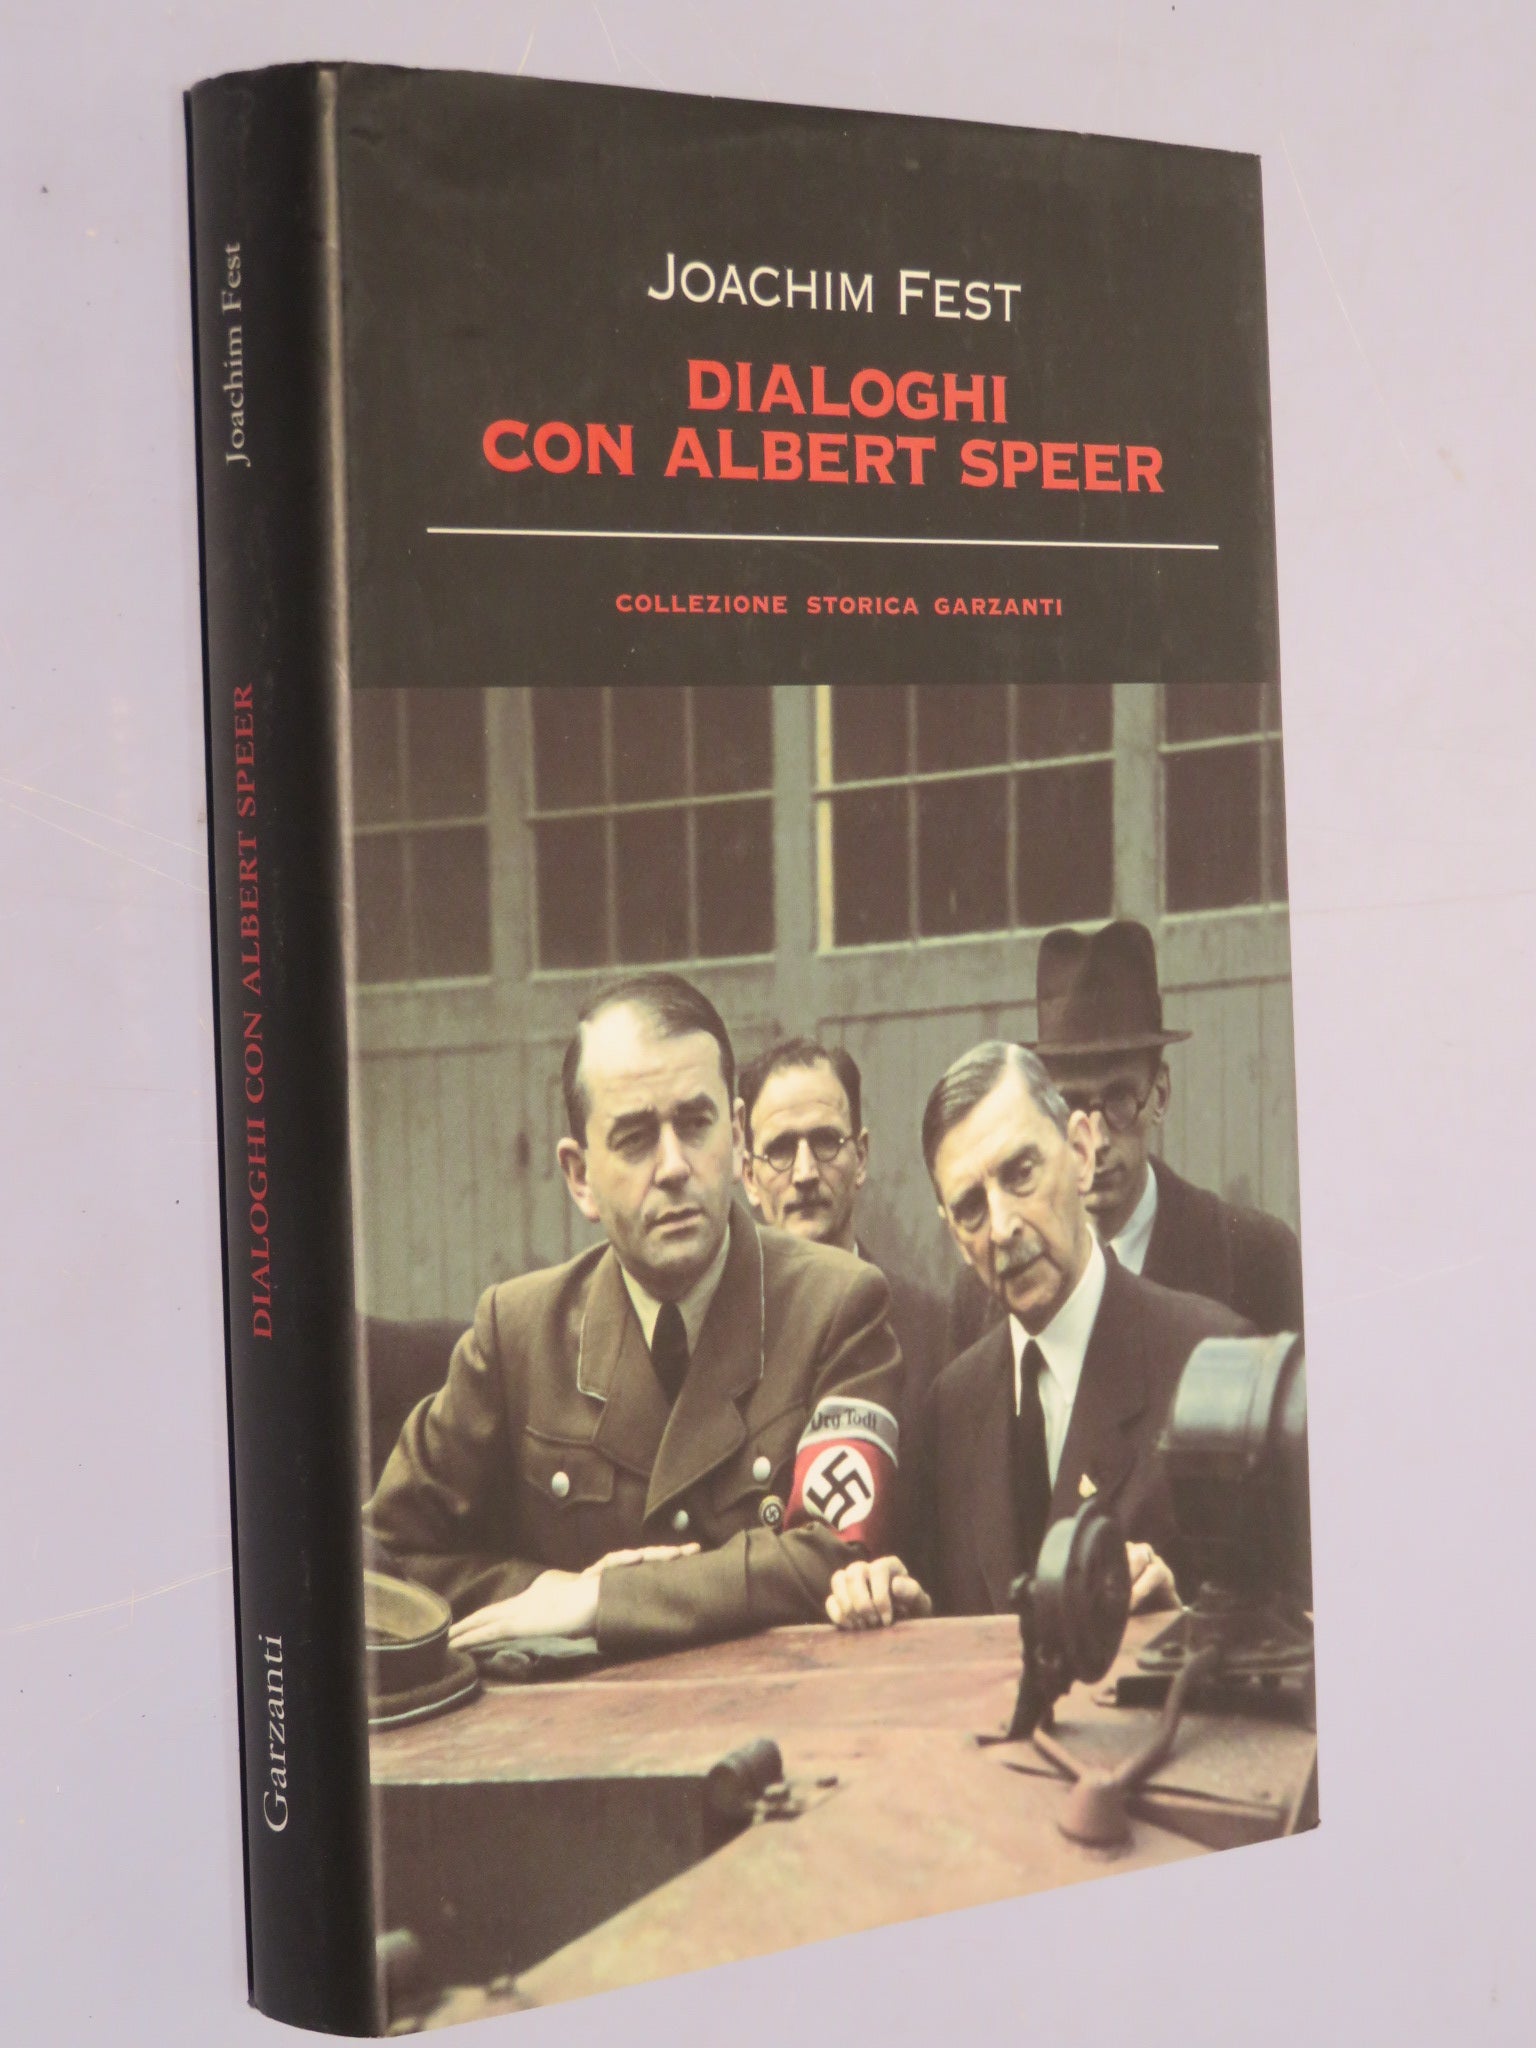 JOACHIM FEST
DIALOGHI
CON ALBERT SPEER
COLLEZIONE STORICA GARZANTI
Joachim Fest
DIALOGHI CON ALBERT SPEER
Garzanti
Org Todt